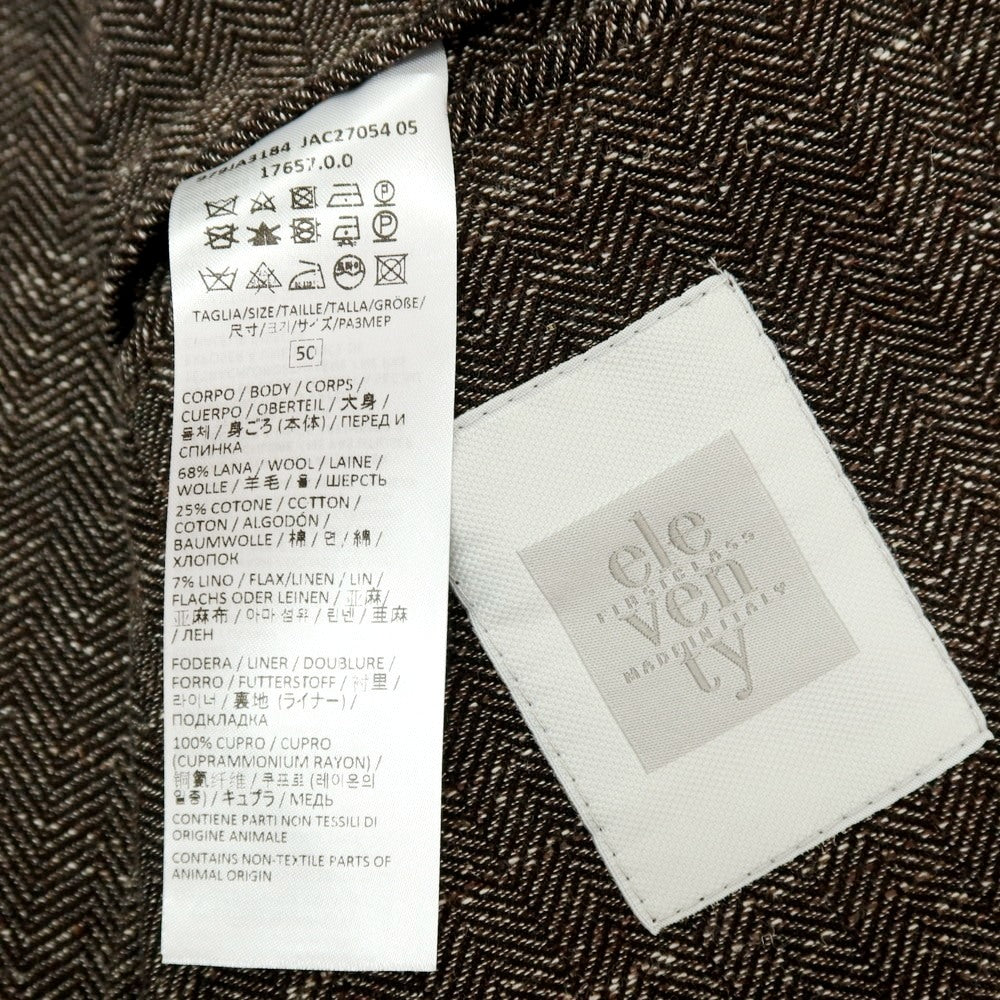 JAC27054 05
17657.0.0
TAGLIA/SIZE/TAILLE/TALLA/GRÖßE/
尺寸/크기/サイズ/РАЗМЕР
50
CORPO / BODY / CORPS /
CUERPO / OBERTEIL / 大身 /
몸체 / 身ごろ (本体) / ПЕРЕД И
СПИНКА
68% LANA / WOOL / LAINE /
WOLLE / 羊毛 / 울 / ШЕРСТЬ
25% COTONE / COTTON /
COTON / ALGODÓN /
BAUMWOLLE / 棉 / 면 / 綿 /
ХЛОПОК
7% LINO / FLAX/LINEN / LIN /
FLACHS ODER LEINEN / 亚麻/
亚麻布 / 아마 섬유 / 린넨 / 亜麻
/ ЛЕН
FODERA / LINER / DOUBLURE /
FORRO / FUTTERSTOFF / 衬里 /
라이너 / 裏地 (ライナー) /
ПОДКЛАДКА
100% CUPRO / CUPRO
(CUPRAMMONIUM RAYON) /
铜氨纤维 / 쿠프로 (레이온의
일종) / キュプラ / МЕДЬ
CONTIENE PARTI NON TESSILI DI
ORIGINE ANIMALE
CONTAINS NON-TEXTILE PARTS OF
ANIMAL ORIGIN
ele
ven
MADE IN ITALY
ty